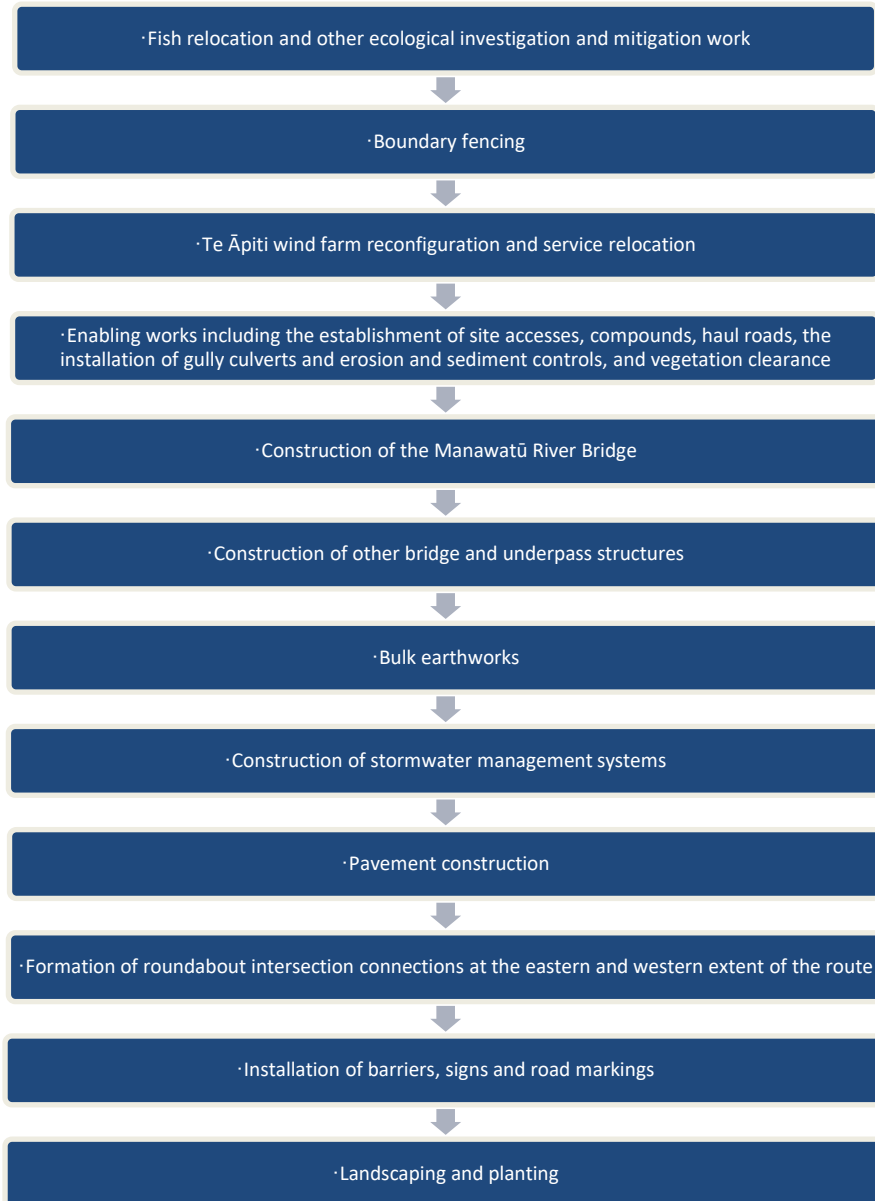 ·Fish relocation and other ecological investigation and mitigation work
·Boundary fencing
·Te Āpiti wind farm reconfiguration and service relocation
·Enabling works including the establishment of site accesses, compounds, haul roads, the
installation of gully culverts and erosion and sediment controls, and vegetation clearance
·Construction of the Manawatū River Bridge
·Construction of other bridge and underpass structures
·Bulk earthworks
·Construction of stormwater management systems
·Pavement construction
·Formation of roundabout intersection connections at the eastern and western extent of the route
·Installation of barriers, signs and road markings
·Landscaping and planting